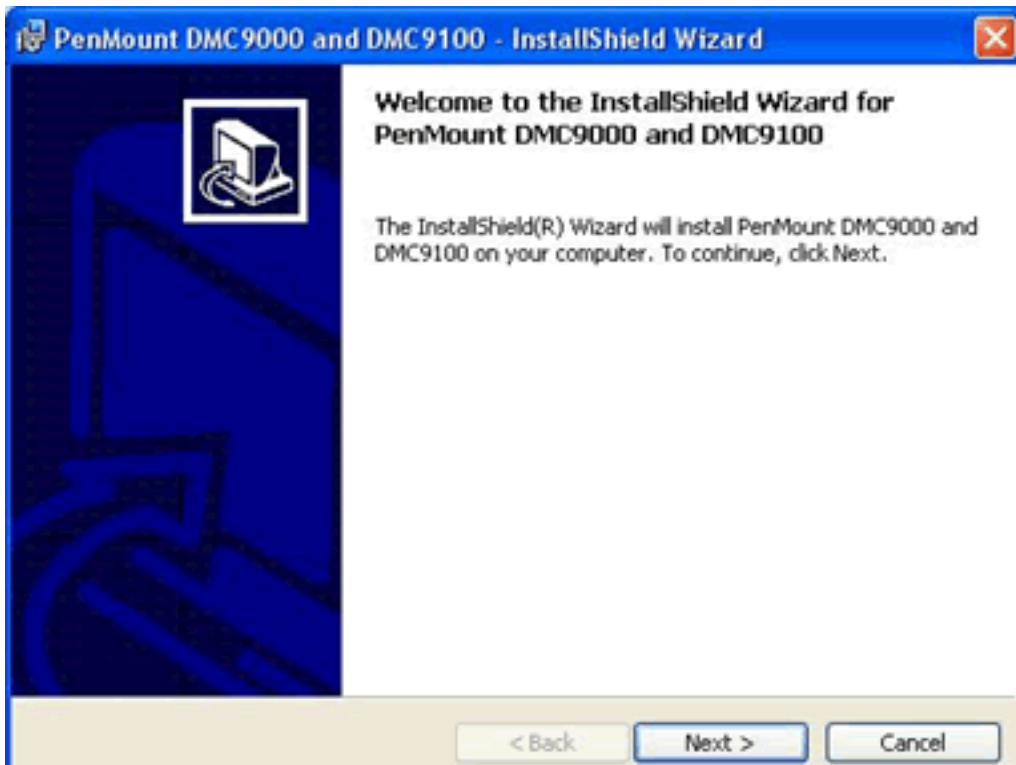 PenMount DMC9000 and DMC9100 - InstallShield Wizard
Welcome to the InstallShield Wizard for
PenMount DMC9000 and DMC9100
The InstallShield(R) Wizard will install PenMount DMC9000 and
DMC9100 on your computer. To continue, click Next.
< Back
Next >
Cancel